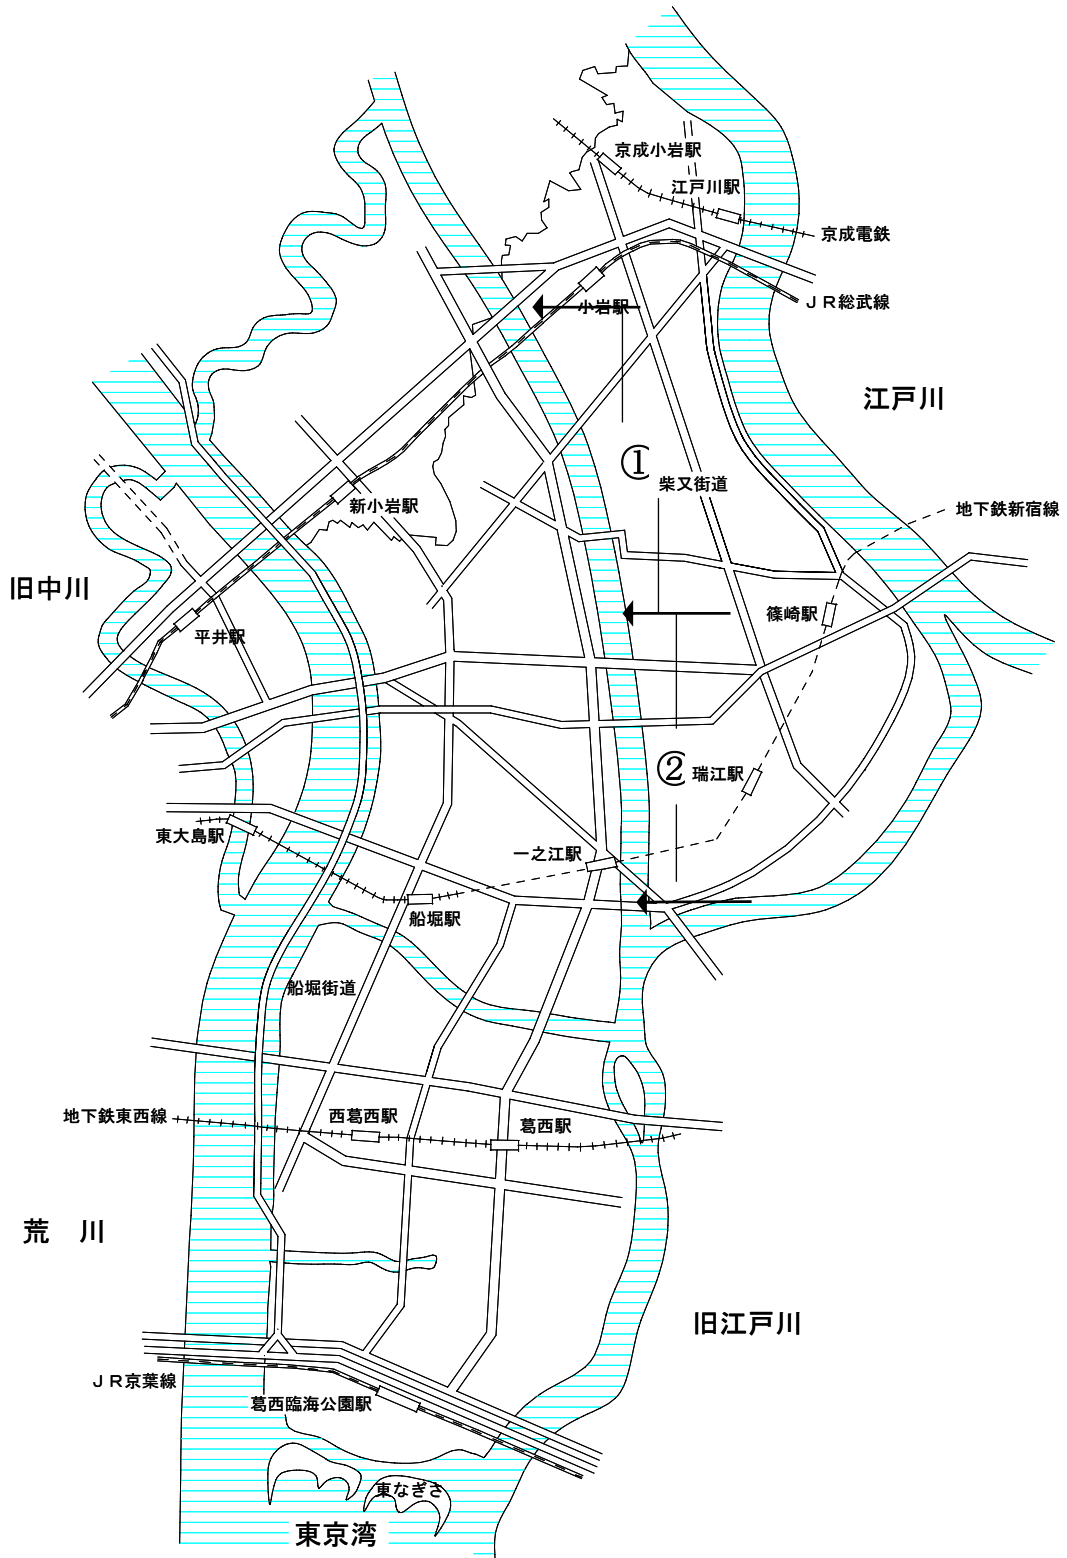 京成小岩駅
江戸川駅
京成電鉄
ＪＲ総武線
小岩駅
江戸川
①
柴又街道
新小岩駅
地下鉄新宿線
旧中川
平井駅
篠崎駅
②
瑞江駅
東大島駅
一之江駅
船堀駅
船堀街道
地下鉄東西線
西葛西駅
葛西駅
荒　川
旧江戸川
ＪＲ京葉線
葛西臨海公園駅
東なぎさ
東京湾